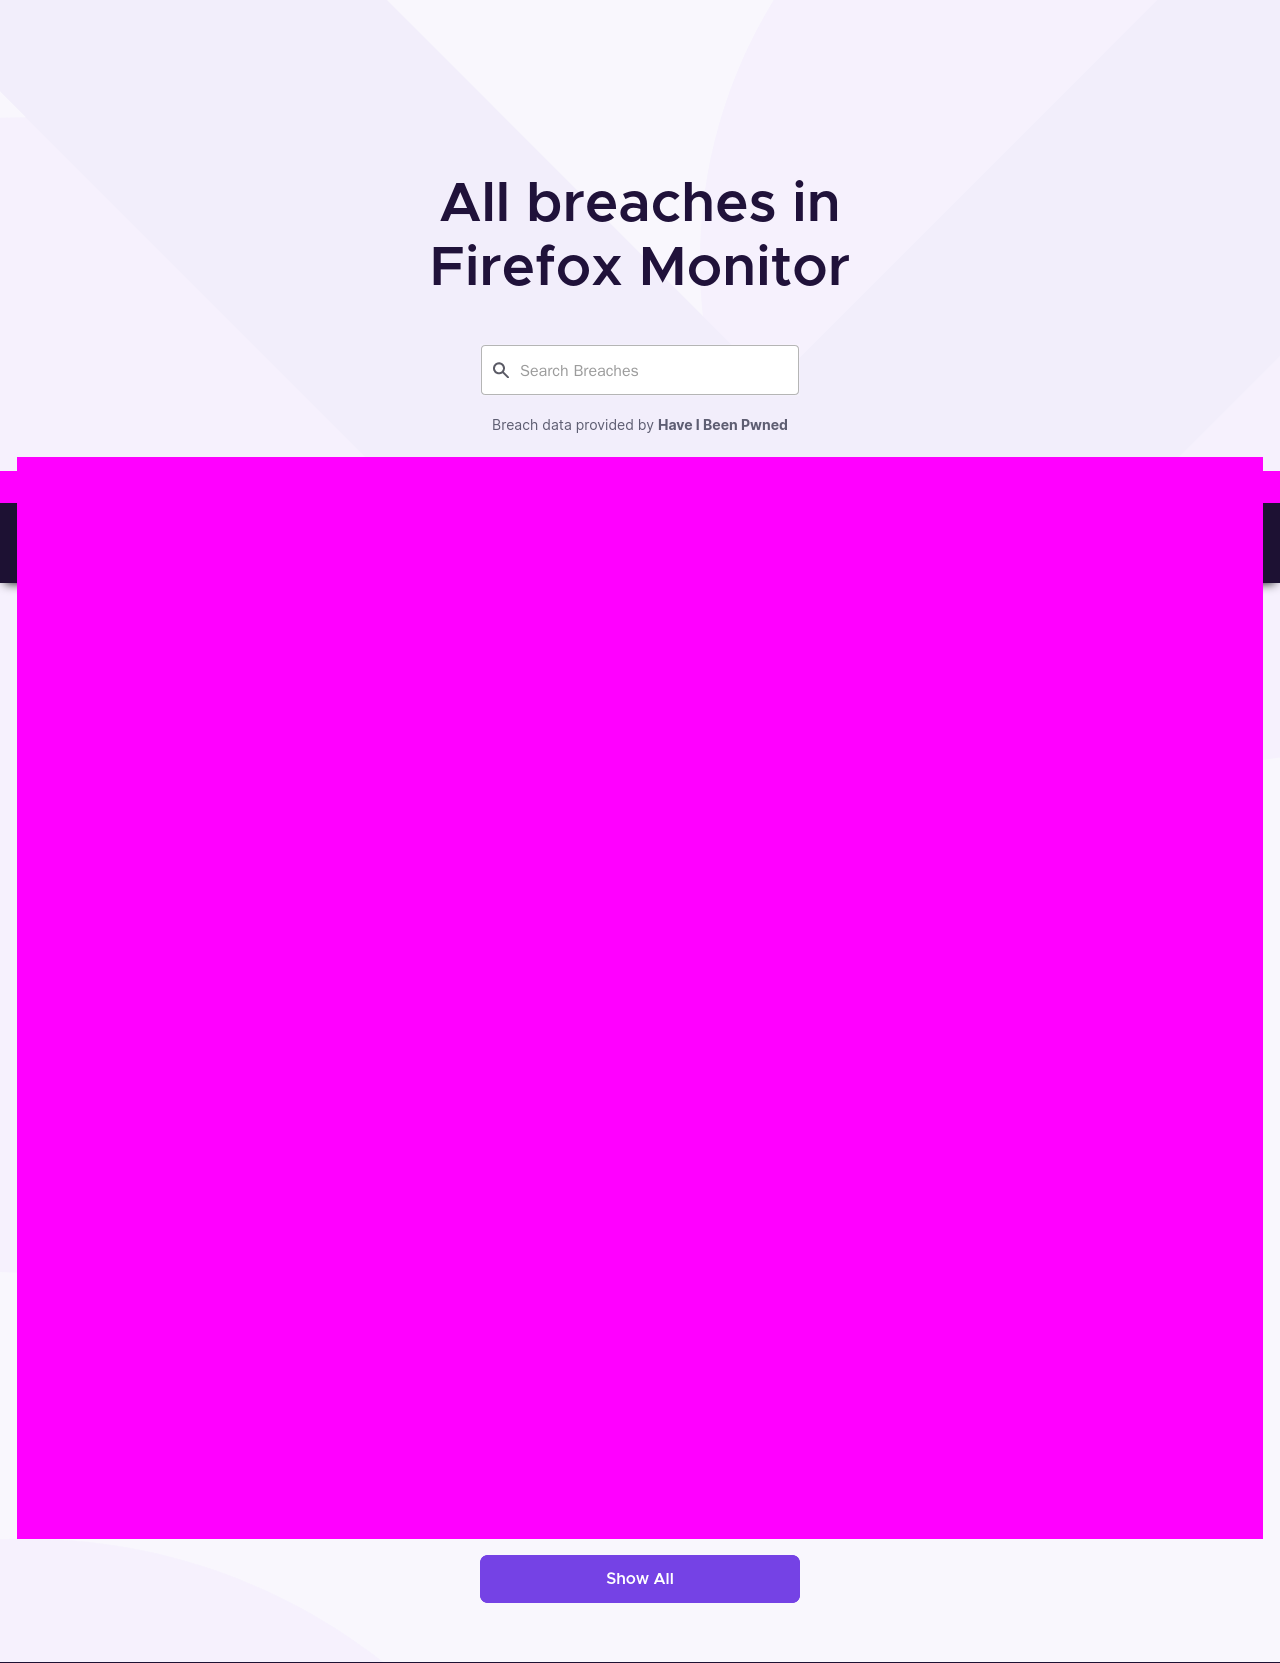 All breaches in
Firefox Monitor
Search Breaches
Breach data provided by Have I Been Pwned
Show All